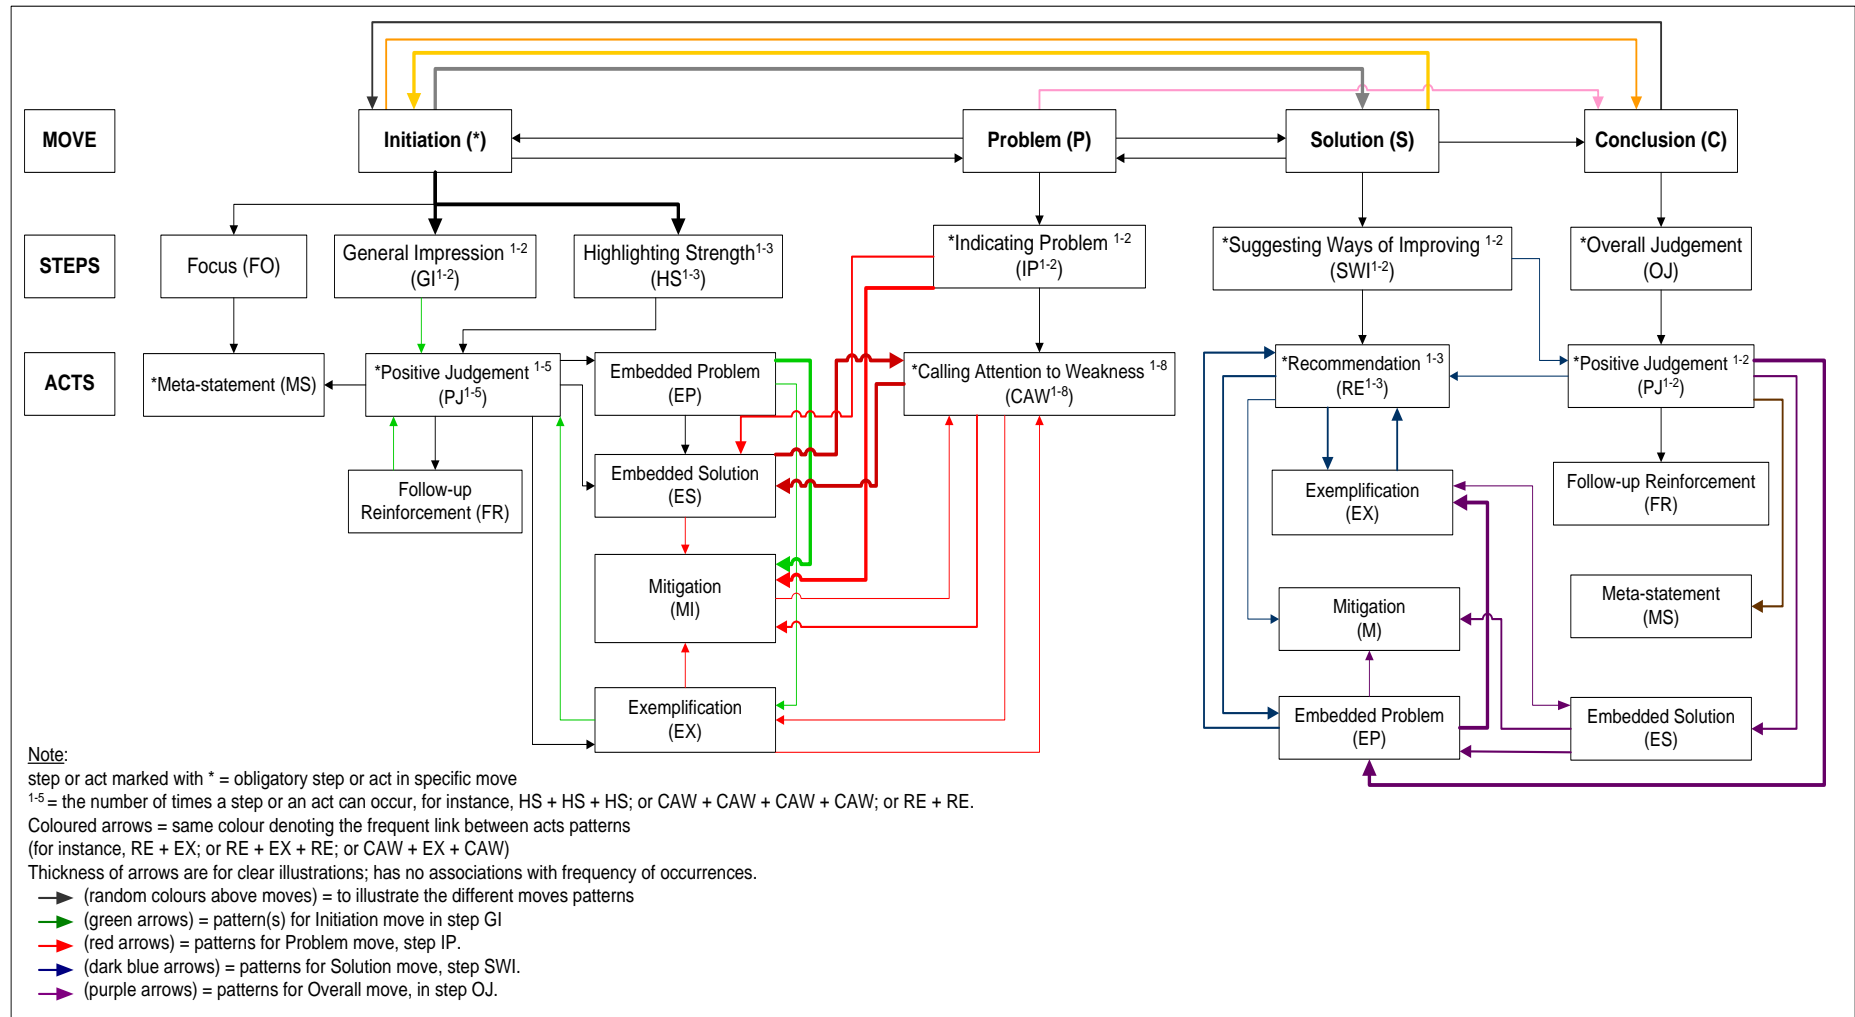 MOVE
Initiation (*)
Problem (P)
Solution (S)
Conclusion (C)
STEPS
Focus (FO)
General Impression 1-2
(GI1-2)
Highlighting Strength1-3
(HS1-3)
*Indicating Problem 1-2
(IP1-2)
*Suggesting Ways of Improving 1-2
(SWI1-2)
*Overall Judgement
(OJ)
ACTS
*Meta-statement (MS)
*Positive Judgement 1-5
(PJ1-5)
Embedded Problem
(EP)
*Calling Attention to Weakness 1-8
(CAW1-8)
*Recommendation 1-3
(RE1-3)
*Positive Judgement 1-2
(PJ1-2)
Follow-up
Reinforcement (FR)
Embedded Solution
(ES)
Exemplification
(EX)
Follow-up Reinforcement
(FR)
Mitigation
(MI)
Mitigation
(M)
Meta-statement
(MS)
Exemplification
(EX)
Embedded Problem
(EP)
Embedded Solution
(ES)
Note:
step or act marked with * = obligatory step or act in specific move
1-5 = the number of times a step or an act can occur, for instance, HS + HS + HS; or CAW + CAW + CAW + CAW; or RE + RE.
Coloured arrows = same colour denoting the frequent link between acts patterns
(for instance, RE + EX; or RE + EX + RE; or CAW + EX + CAW)
Thickness of arrows are for clear illustrations; has no associations with frequency of occurrences.
(random colours above moves) = to illustrate the different moves patterns
(green arrows) = pattern(s) for Initiation move in step GI
(red arrows) = patterns for Problem move, step IP.
(dark blue arrows) = patterns for Solution move, step SWI.
(purple arrows) = patterns for Overall move, in step OJ.